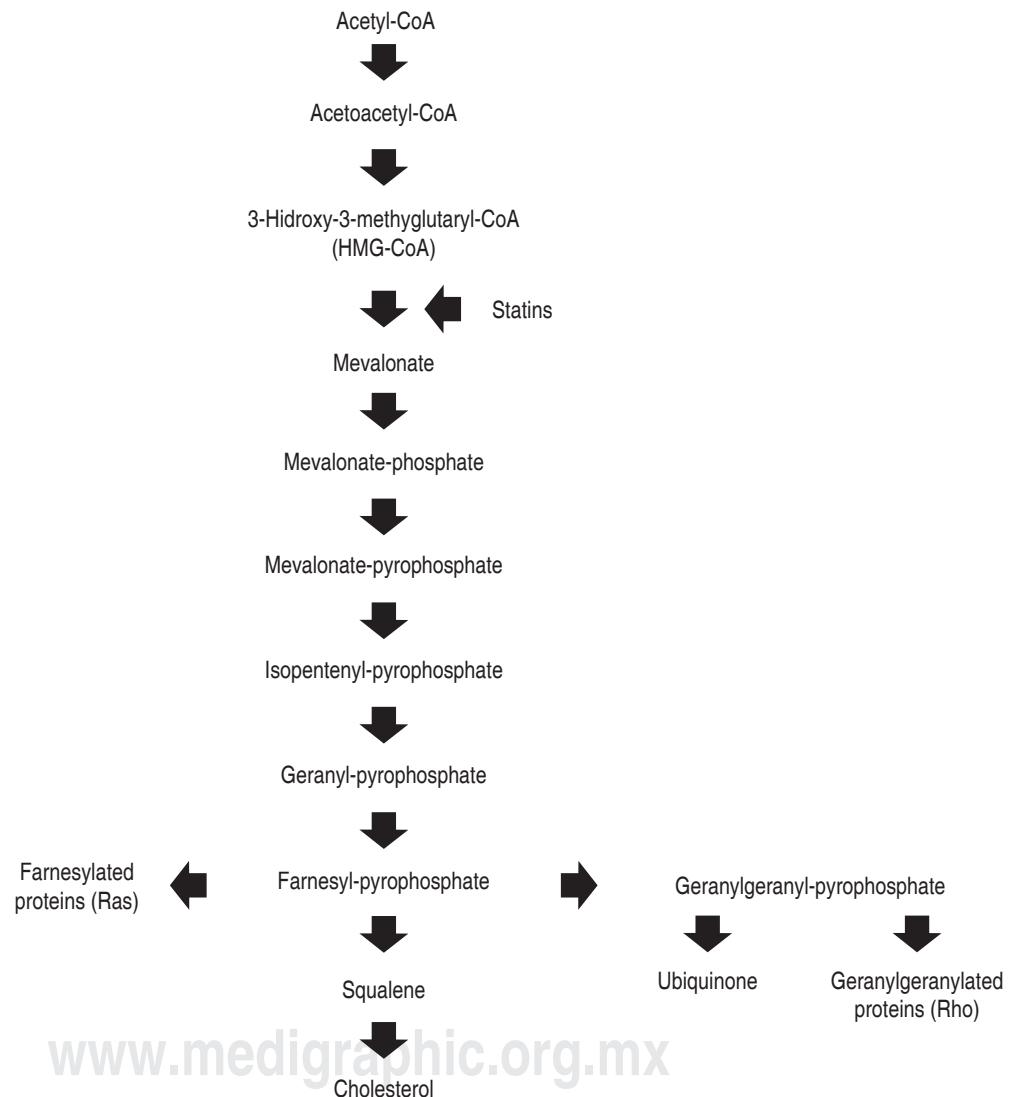 Acetyl-CoA
Acetoacetyl-CoA
3-Hidroxy-3-methyglutaryl-CoA
(HMG-CoA)
Statins
Mevalonate
Mevalonate-phosphate
Mevalonate-pyrophosphate
Isopentenyl-pyrophosphate
Geranyl-pyrophosphate
Farnesylated
proteins (Ras)
Farnesyl-pyrophosphate
Geranylgeranyl-pyrophosphate
Squalene
Ubiquinone
Geranylgeranylated
proteins (Rho)
www.medigraphic.org.mx
Cholesterol